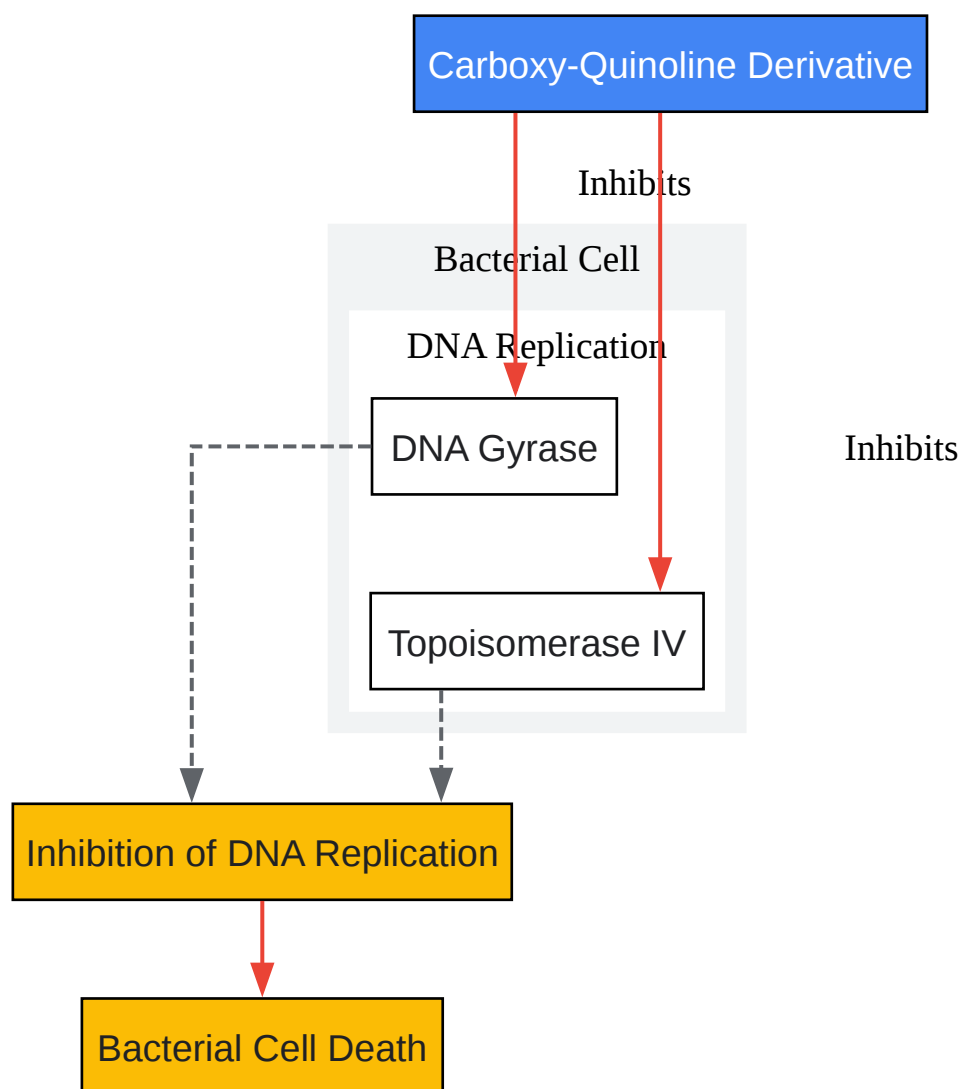 Carboxy-Quinoline Derivative
Inhibits
Bacterial Cell
DNA Replication
DNA Gyrase
Inhibits
Topoisomerase IV
Inhibition of DNA Replication
Bacterial Cell Death